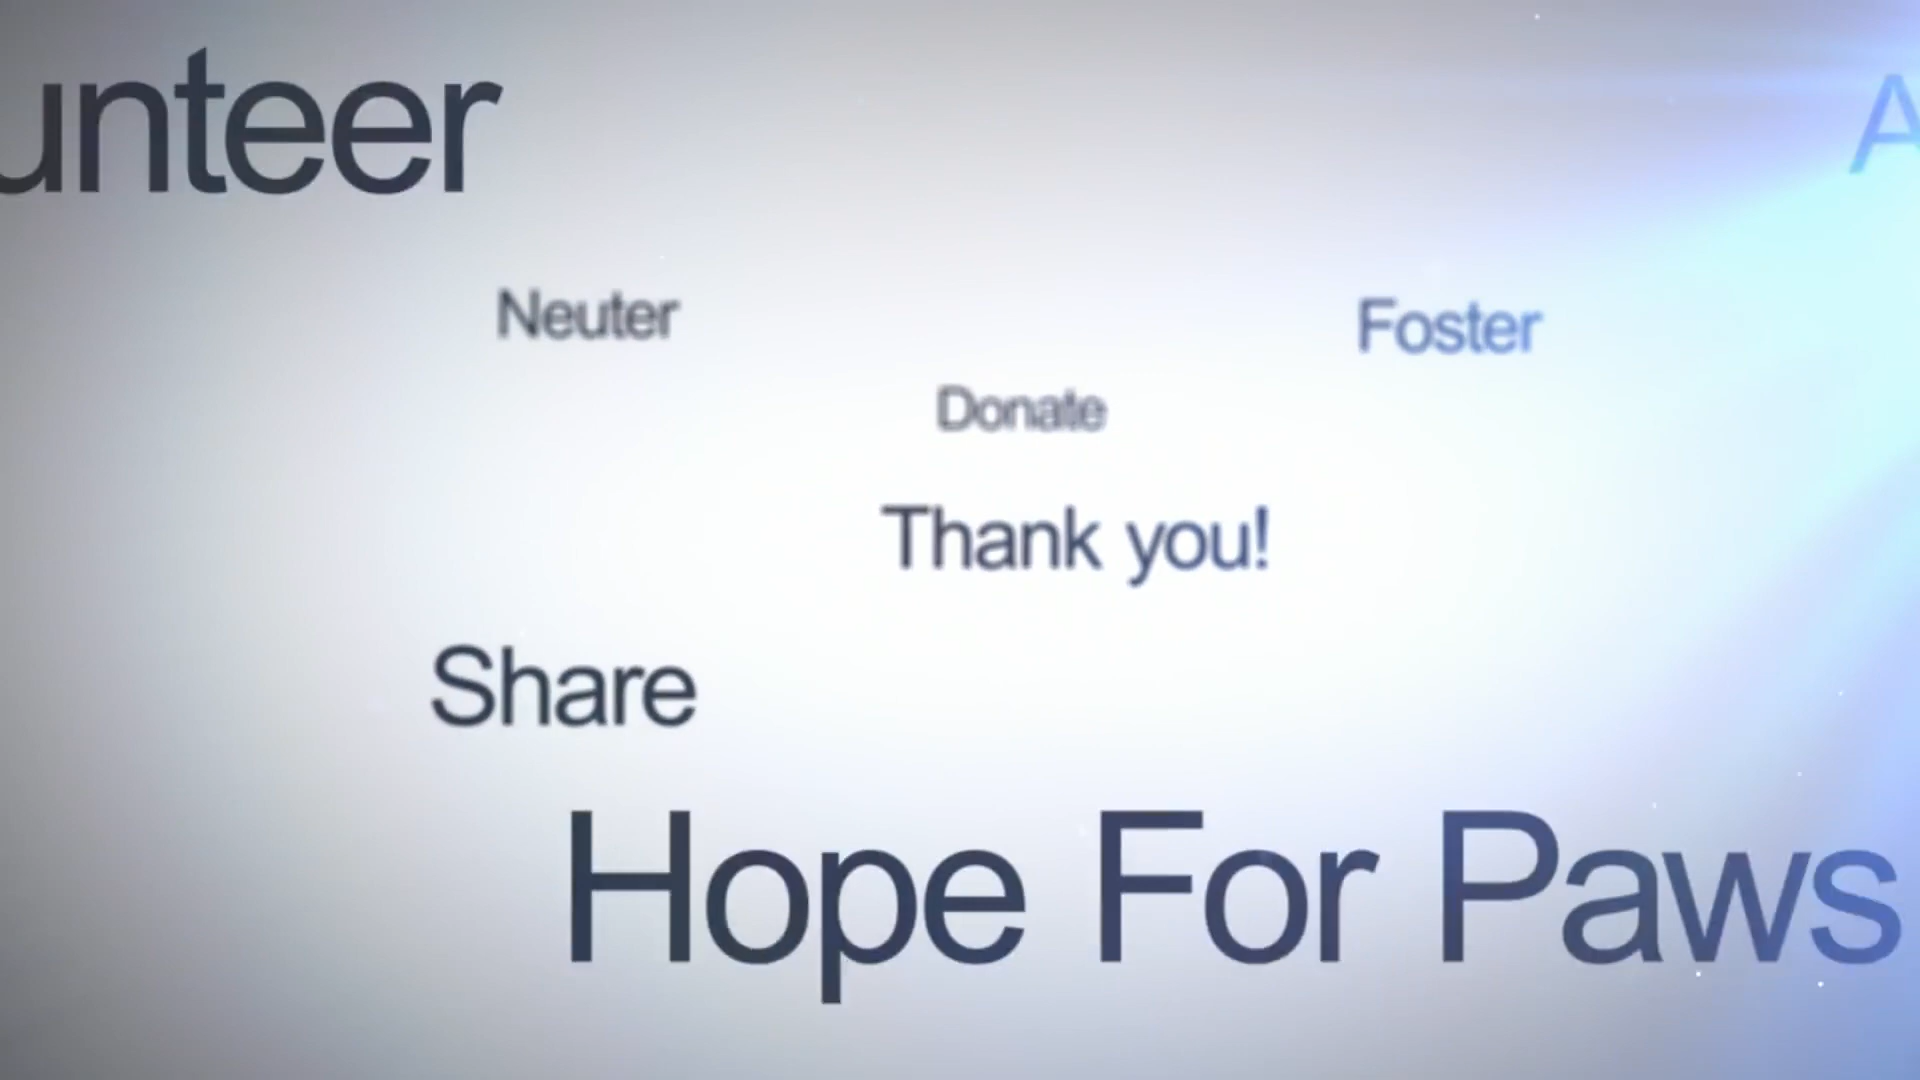 unteer
A
Neuter
Foster
Donate
Thank you!
Share
Hope For Paws